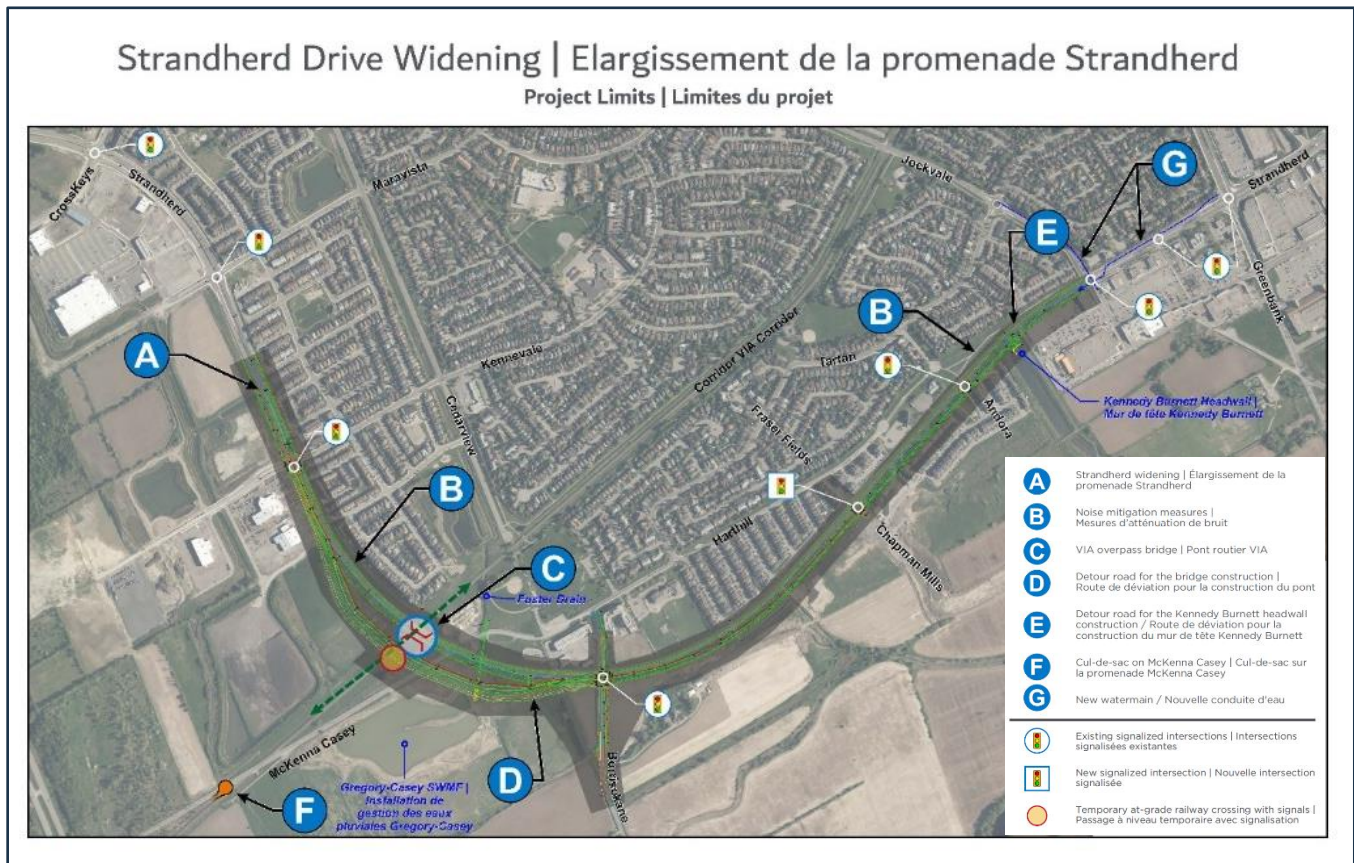 Strandherd Drive Widening | Elargissement de la promenade Strandherd
Project Limits | Limites du projet
CrossKeys
Strandherd
Maravista
Jockvale
G
Strandherd
E
Greenbank
B
A
Kennevale
Corridor VIA Corridor
Tartan
Cedarview
Fraser Fields
Andora
Kennedy Burnett Headwall |
Mur de tête Kennedy Burnett
B
Harthill
Chapman Mills
C
Foster Drain
McKenna Casey
D
Borrisokane
F
Gregory-Casey SWMF |
Installation de
gestion des eaux
pluviales Gregory-Casey
A
Strandherd widening | Élargissement de la
promenade Strandherd
B
Noise mitigation measures |
Mesures d'atténuation de bruit
C
VIA overpass bridge | Pont routier VIA
D
Detour road for the bridge construction |
Route de déviation pour la construction du pont
E
Detour road for the Kennedy Burnett headwall
construction / Route de déviation pour la
construction du mur de tête Kennedy Burnett
F
Cul-de-sac on McKenna Casey | Cul-de-sac sur
la promenade McKenna Casey
G
New watermain / Nouvelle conduite d'eau
Existing signalized intersections | Intersections
signalisées existantes
New signalized intersection | Nouvelle intersection
signalisée
Temporary at-grade railway crossing with signals |
Passage à niveau temporaire avec signalisation